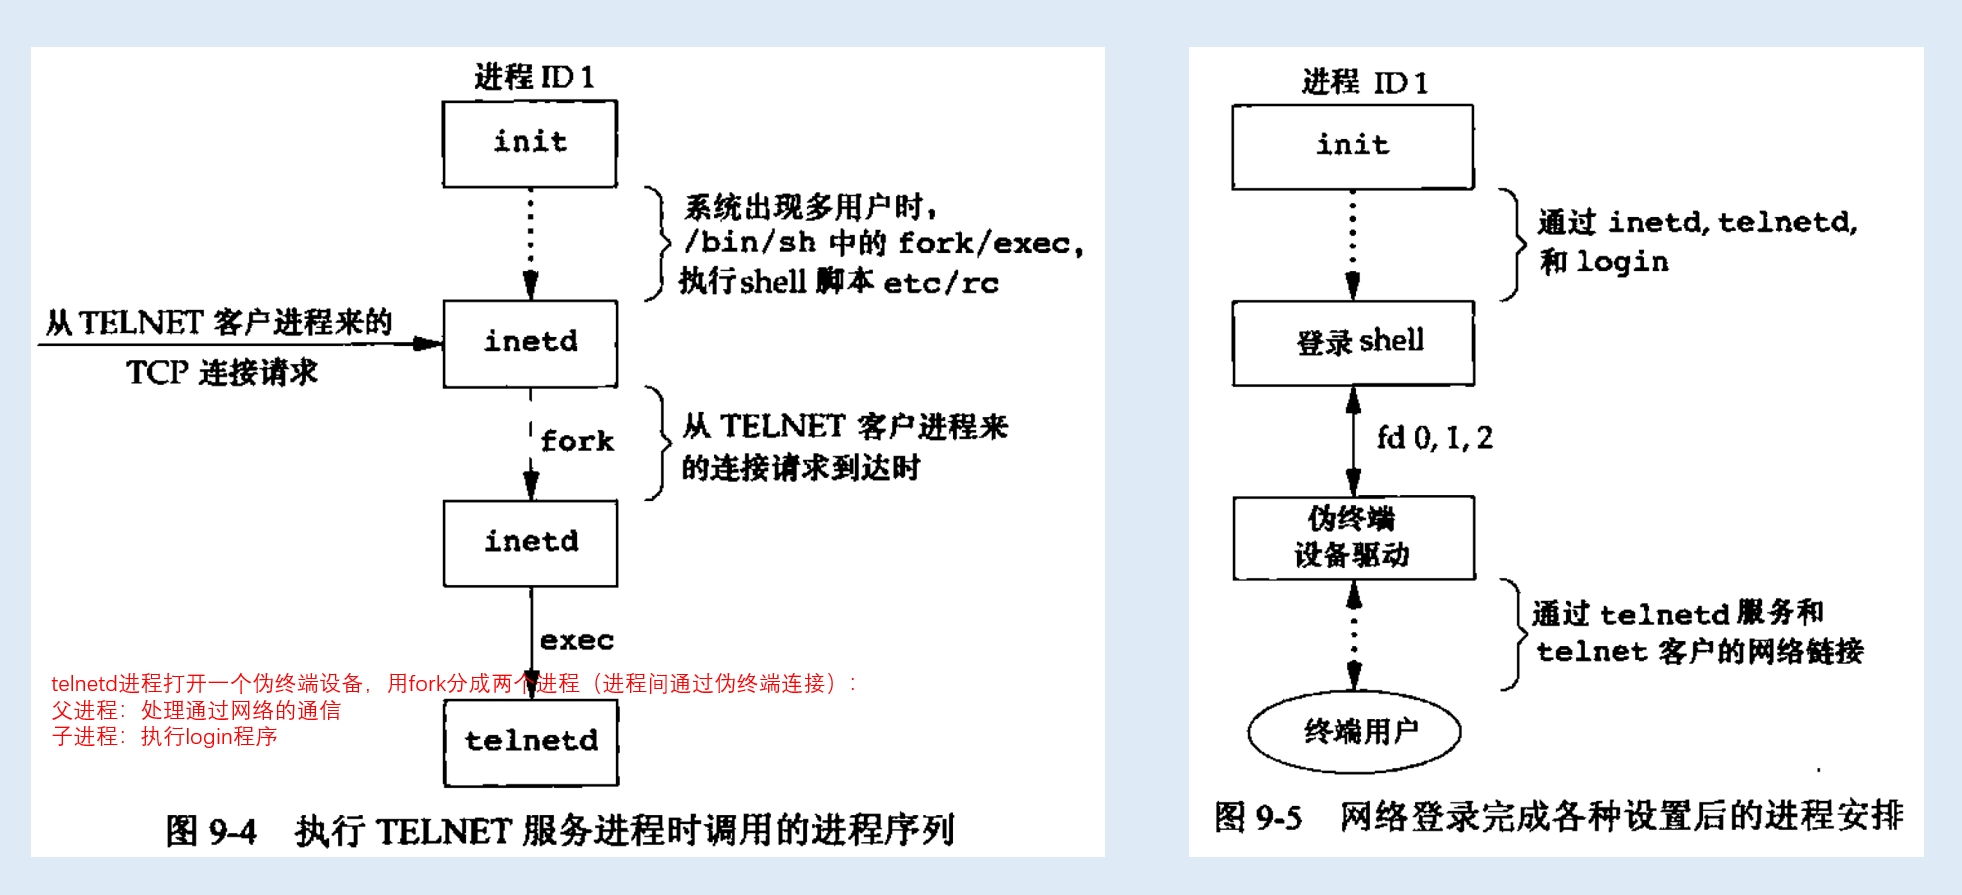 进程 ID 1
init
系统出现多用户时,
/bin/sh 中的 fork/exec,
执行shell 脚本 etc/rc
从 TELNET 客户进程来的
TCP 连接请求
inetd
fork
从 TELNET 客户进程来
的连接请求到达时
inetd
exec
telnetd进程打开一个伪终端设备，用fork分成两个进程（进程间通过伪终端连接）：
父进程：处理通过网络的通信
子进程：执行login程序
telnetd
图 9-4 执行 TELNET 服务进程时调用的进程序列
进程 ID 1
init
通过 inetd, telnetd,
和 login
登录 shell
fd 0, 1, 2
伪终端
设备驱动
通过 telnetd 服务和
telnet 客户的网络链接
终端用户
图 9-5 网络登录完成各种设置后的进程安排